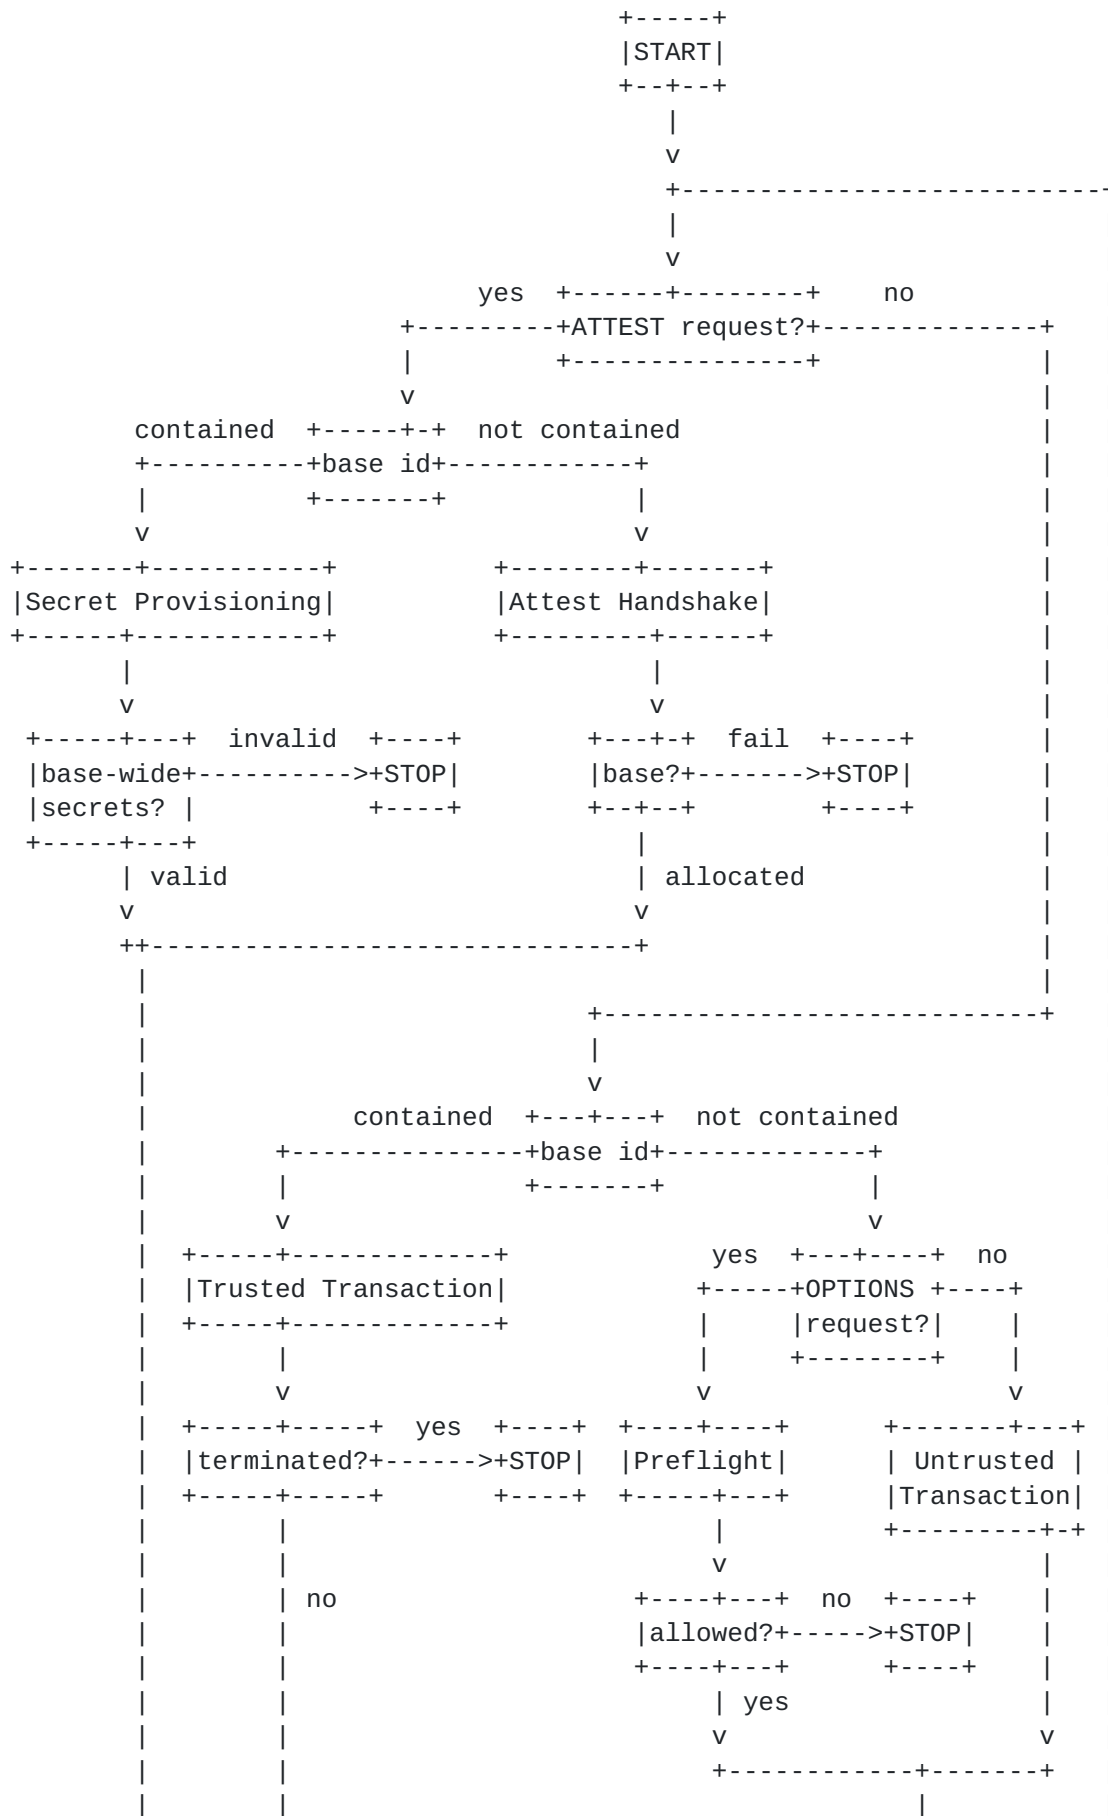 +-----+
|START|
+--+--+
|
v
+---------------------------
|
v
yes  +------+--------+    no
+---------+ATTEST request?+--------------+
|         +---------------+              |
v                                        |
contained  +-----+-+  not contained                       |
+----------+base id+------------+                         |
|          +-------+            |                         |
v                               v                         |
+-------+-----------+          +--------+-------+                 |
|Secret Provisioning|          |Attest Handshake|                 |
+------+------------+          +---------+------+                 |
|                                 |                        |
v                                 v                        |
+-----+---+  invalid  +----+        +---+-+  fail  +----+        |
|base-wide+---------->+STOP|        |base?+------->+STOP|        |
|secrets? |           +----+        +--+--+        +----+        |
+-----+---+                            |                         |
| valid                          | allocated               |
v                                v                         |
++-------------------------------+                         |
|                                                         |
|                            +----------------------------+
|                            |
|                            v
|             contained  +---+---+  not contained
|        +---------------+base id+-------------+
|        |               +-------+             |
|        v                                     v
|  +-----+-------------+             yes  +---+----+  no
|  |Trusted Transaction|            +-----+OPTIONS +----+
|  +-----+-------------+            |     |request?|    |
|        |                          |     +--------+    |
|        v                          v                   v
|  +-----+-----+  yes  +----+  +----+----+      +-------+---+
|  |terminated?+------>+STOP|  |Preflight|      | Untrusted |
|  +-----+-----+       +----+  +-----+---+      |Transaction|
|        |                           |          +---------+-+
|        |                           v                    |
|        | no                  +----+---+  no  +----+    |
|        |                     |allowed?+----->+STOP|    |
|        |                     +----+---+      +----+    |
|        |                           | yes                |
|        |                           v                    v
|        |                           +------------+-------+
|        |                                        |